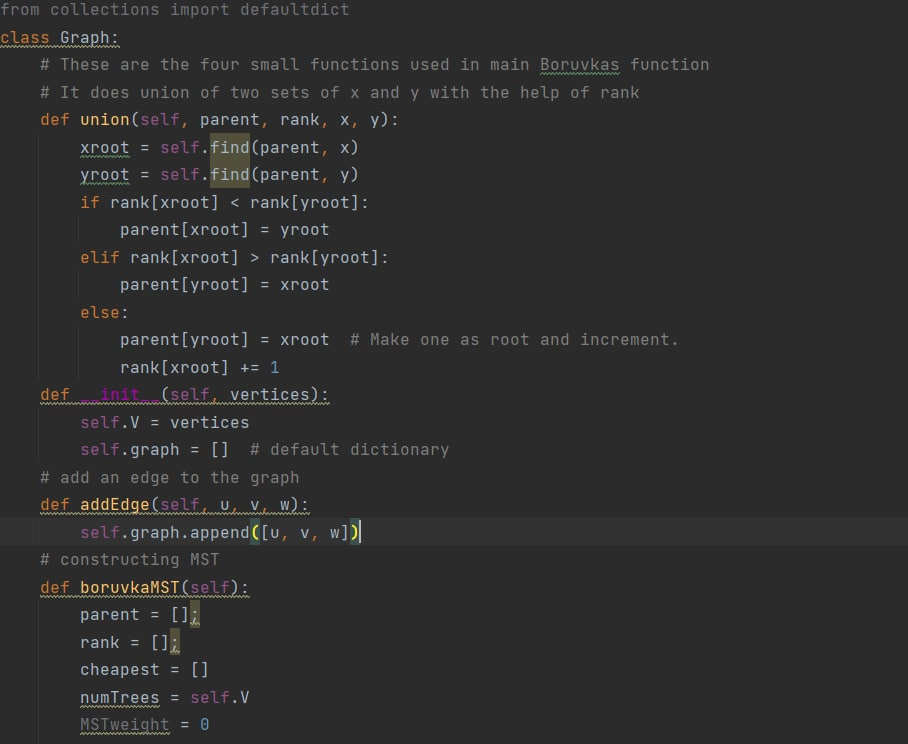 from collections import defaultdict
class Graph:
    # These are the four small functions used in main Boruvkas function
    # It does union of two sets of x and y with the help of rank
    def union(self, parent, rank, x, y):
        xroot = self.find(parent, x)
        yroot = self.find(parent, y)
        if rank[xroot] < rank[yroot]:
            parent[xroot] = yroot
        elif rank[xroot] > rank[yroot]:
            parent[yroot] = xroot
        else:
            parent[yroot] = xroot  # Make one as root and increment.
            rank[xroot] += 1
    def __init__(self, vertices):
        self.V = vertices
        self.graph = []  # default dictionary
    # add an edge to the graph
    def addEdge(self, u, v, w):
        self.graph.append([u, v, w])
    # constructing MST
    def boruvkaMST(self):
        parent = [];
        rank = [];
        cheapest = []
        numTrees = self.V
        MSTweight = 0